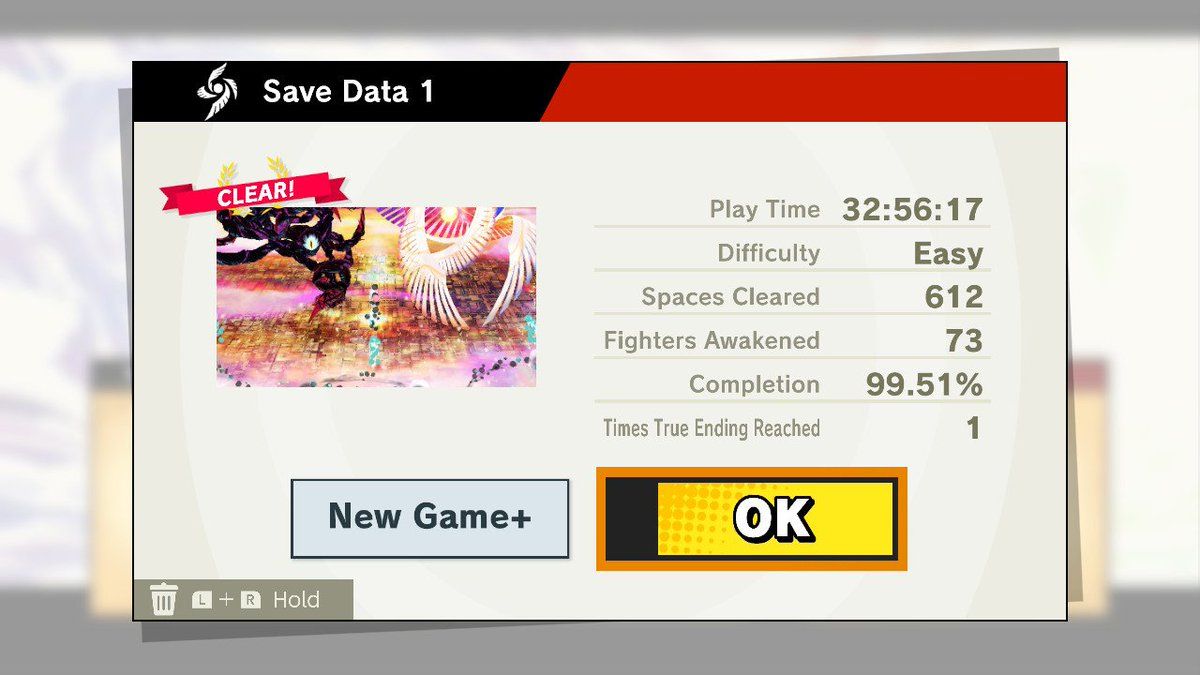 Save Data 1
CLEAR!
Play Time 32:56:17
Difficulty Easy
Spaces Cleared 612
Fighters Awakened 73
Completion 99.51%
Times True Ending Reached 1
New Game+
OK
L + R Hold